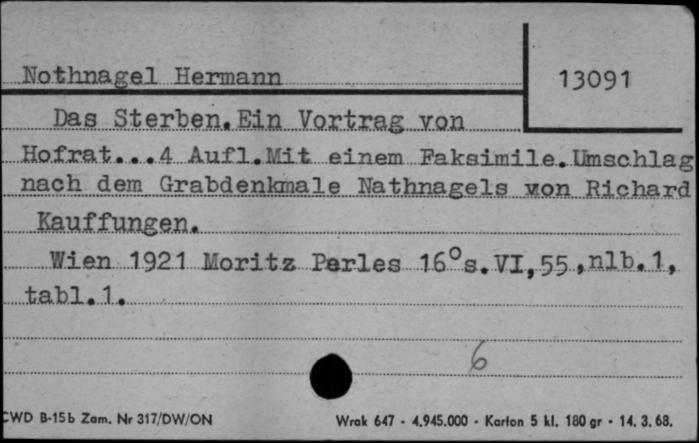 Nothnagel Hermann
13091
Das Sterben.Ein Vortrag von
Hofrat...4 Aufl.Mit einem Faksimile.Umschlag
nach dem Grabdenkmale Nathnagels von Richard
Kauffungen.
Wien 1921 Moritz Perles 16°s.VI,55,nlb.1,
tabl.1.
6
CWD B-15b Zam. Nr 317/DW/ON
Wrak 647 - 4.945.000 - Karton 5 kl. 180 gr - 14. 3. 68.